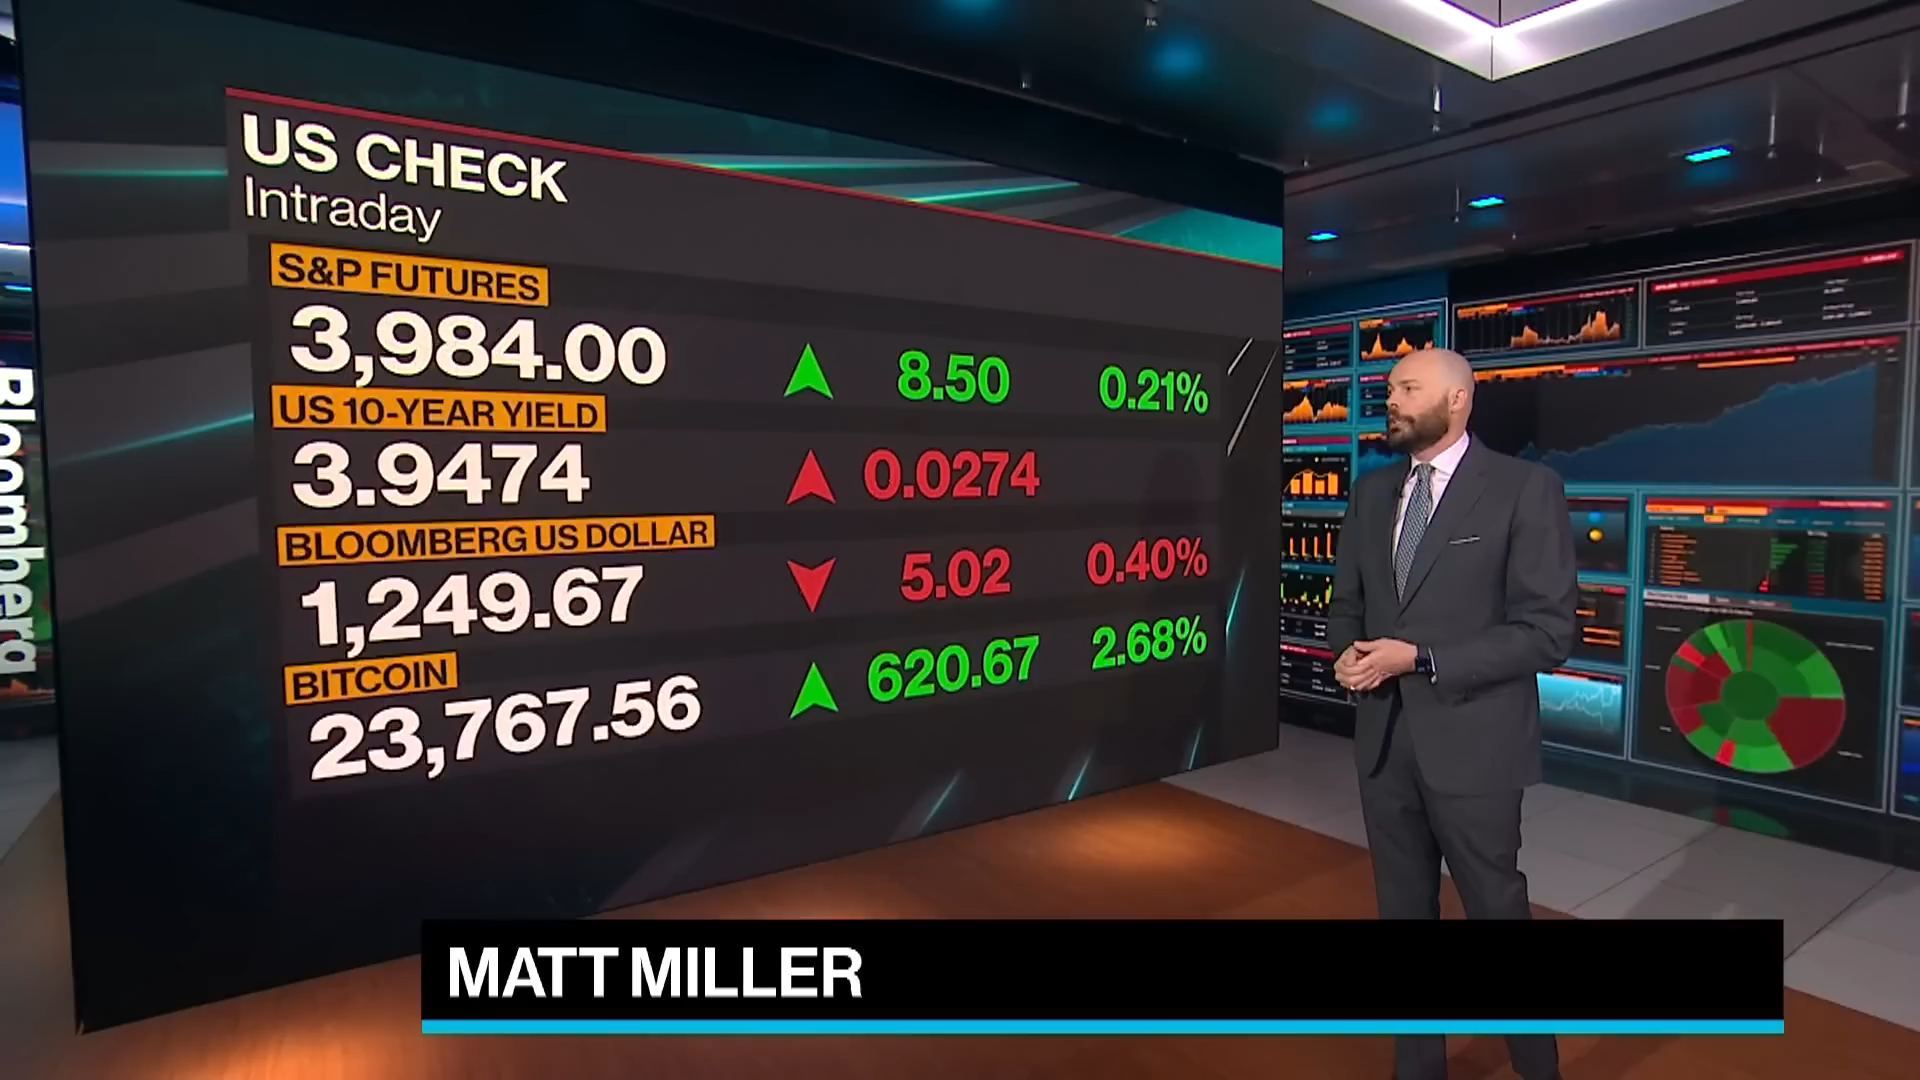 US CHECK
Intraday
S&P FUTURES
3,984.00 8.50 0.21%
US 10-YEAR YIELD
3.9474 0.0274
BLOOMBERG US DOLLAR
1,249.67 5.02 0.40%
BITCOIN
23,767.56 620.67 2.68%
Bloomberg
MATT MILLER